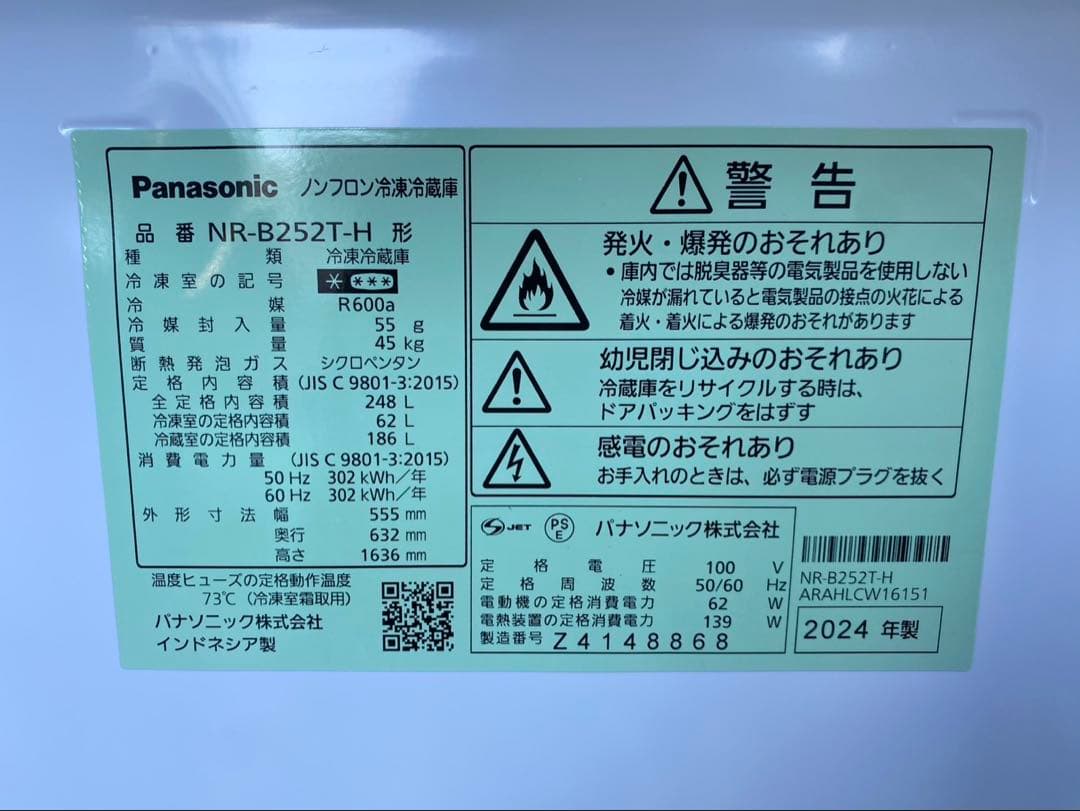 Panasonic ノンフロン冷凍冷蔵庫
品番 NR-B252T-H 形
種類 冷凍冷蔵庫
冷凍室の記号 * ***
冷媒 R600a
冷媒封入量 55 g
質量 45 kg
断熱発泡ガス シクロペンタン
定格内容積 (JIS C 9801-3:2015)
全定格内容積 248 L
冷凍室の定格内容積 62 L
冷蔵室の定格内容積 186 L
消費電力量 (JIS C 9801-3:2015)
50 Hz 302 kWh/年
60 Hz 302 kWh/年
外形寸法 幅 555 mm
奥行 632 mm
高さ 1636 mm
温度ヒューズの定格動作温度
73℃(冷凍室霜取用)
パナソニック株式会社
インドネシア製
警告
発火・爆発のおそれあり
・庫内では脱臭器等の電気製品を使用しない
冷媒が漏れていると電気製品の接点の火花による
着火・着火による爆発のおそれがあります
幼児閉じ込みのおそれあり
冷蔵庫をリサイクルする時は、
ドアパッキングをはずす
感電のおそれあり
お手入れのときは、必ず電源プラグを抜く
JET PS E パナソニック株式会社
定格電圧 100 V
定格周波数 50/60 Hz
電動機の定格消費電力 62 W
電熱装置の定格消費電力 139 W
製造番号 Z4148868
NR-B252T-H
ARAHLCW16151
2024 年製